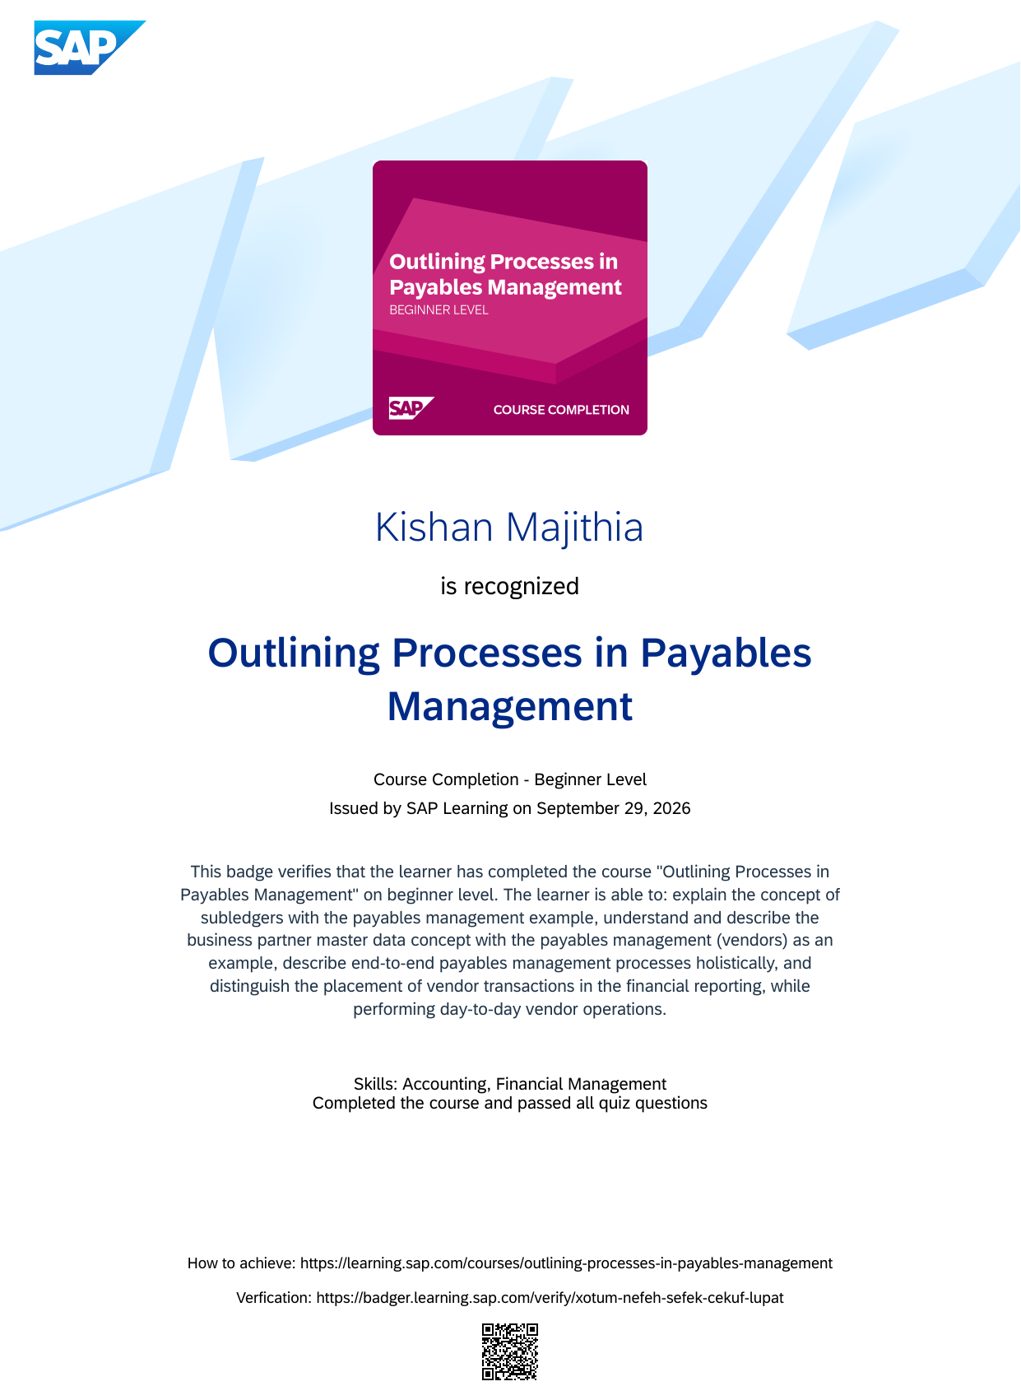 SAP
Outlining Processes in
Payables Management
BEGINNER LEVEL
SAP
COURSE COMPLETION
Kishan Majithia
is recognized
Outlining Processes in Payables
Management
Course Completion - Beginner Level
Issued by SAP Learning on September 29, 2026
This badge verifies that the learner has completed the course "Outlining Processes in
Payables Management" on beginner level. The learner is able to: explain the concept of
subledgers with the payables management example, understand and describe the
business partner master data concept with the payables management (vendors) as an
example, describe end-to-end payables management processes holistically, and
distinguish the placement of vendor transactions in the financial reporting, while
performing day-to-day vendor operations.
Skills: Accounting, Financial Management
Completed the course and passed all quiz questions
How to achieve: https://learning.sap.com/courses/outlining-processes-in-payables-management
Verfication: https://badger.learning.sap.com/verify/xotum-nefeh-sefek-cekuf-lupat